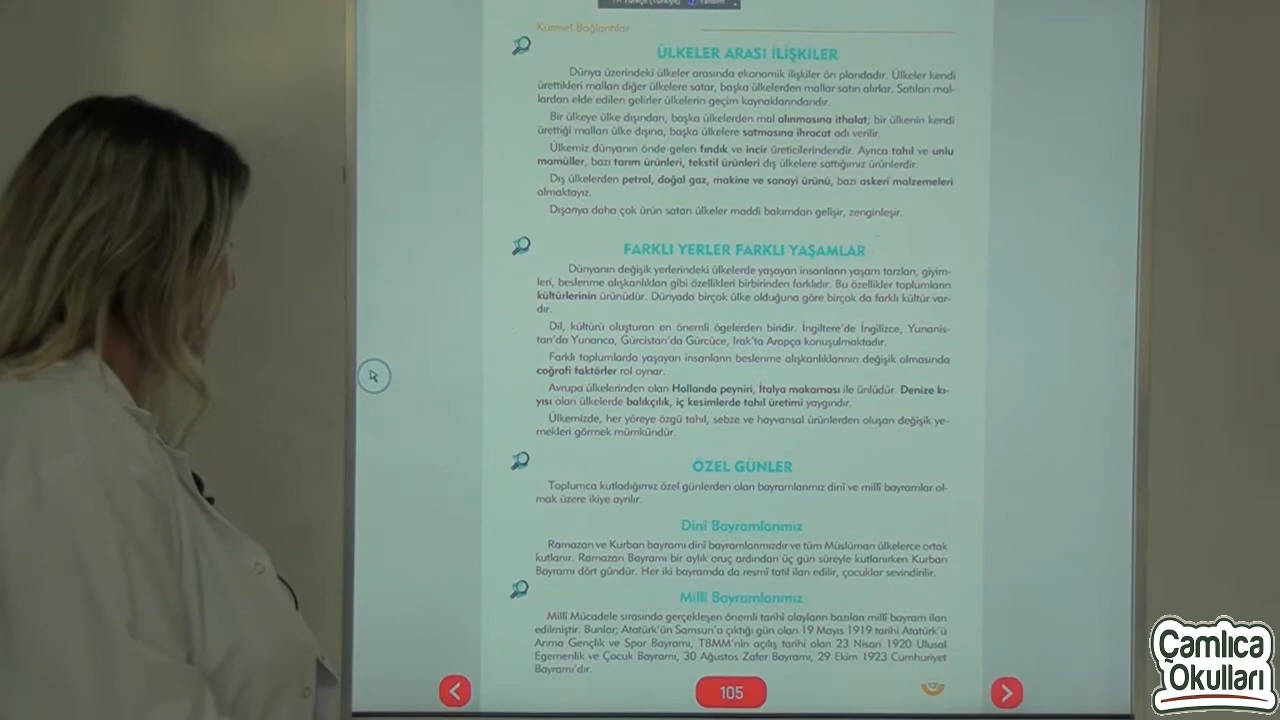 TR Türkçe (Türkiye) Yardım
Küresel Bağlantılar
ÜLKELER ARASI İLİŞKİLER
Dünya üzerindeki ülkeler arasında ekonomik ilişkiler ön plandadır. Ülkeler kendi
ürettikleri malları diğer ülkelere satar, başka ülkelerden mallar satın alırlar. Satılan mal-
lardan elde edilen gelirler ülkelerin geçim kaynaklarındandır.
Bir ülkeye ülke dışından, başka ülkelerden mal alınmasına ithalat; bir ülkenin kendi
ürettiği malları ülke dışına, başka ülkelere satmasına ihracat adı verilir.
Ülkemiz dünyanın önde gelen fındık ve incir üreticilerindendir. Ayrıca tahıl ve unlu
mamüller, bazı tarım ürünleri, tekstil ürünleri dış ülkelere sattığımız ürünlerdir.
Dış ülkelerden petrol, doğal gaz, makine ve sanayi ürünü, bazı askeri malzemeleri
almaktayız.
Dışarıya daha çok ürün satan ülkeler maddi bakımdan gelişir, zenginleşir.
FARKLI YERLER FARKLI YAŞAMLAR
Dünyanın değişik yerlerindeki ülkelerde yaşayan insanların yaşam tarzları, giyim-
leri, beslenme alışkanlıkları gibi özellikleri birbirinden farklıdır. Bu özellikler toplumların
kültürlerinin ürünüdür. Dünyada birçok ülke olduğuna göre birçok da farklı kültür var-
dır.
Dil, kültürü oluşturan en önemli ögelerden biridir. İngiltere'de İngilizce, Yunanis-
tan'da Yunanca, Gürcistan'da Gürcüce, Irak'ta Arapça konuşulmaktadır.
Farklı toplumlarda yaşayan insanların beslenme alışkanlıklarının değişik olmasında
coğrafi faktörler rol oynar.
Avrupa ülkelerinden olan Hollanda peyniri, İtalya makarnası ile ünlüdür. Denize kı-
yısı olan ülkelerde balıkçılık, iç kesimlerde tahıl üretimi yaygındır.
Ülkemizde, her yöreye özgü tahıl, sebze ve hayvansal ürünlerden oluşan değişik ye-
mekleri görmek mümkündür.
ÖZEL GÜNLER
Toplumca kutladığımız özel günlerden olan bayramlarımız dinî ve millî bayramlar ol-
mak üzere ikiye ayrılır.
Dinî Bayramlarımız
Ramazan ve Kurban bayramı dinî bayramlarımızdır ve tüm Müslüman ülkelerce ortak
kutlanır. Ramazan Bayramı bir aylık oruç ardından üç gün süreyle kutlanırken Kurban
Bayramı dört gündür. Her iki bayramda da resmî tatil ilan edilir, çocuklar sevindirilir.
Millî Bayramlarımız
Millî Mücadele sırasında gerçekleşen önemli tarihî olayların bazıları millî bayram ilan
edilmiştir. Bunlar; Atatürk'ün Samsun'a çıktığı gün olan 19 Mayıs 1919 tarihi Atatürk'ü
Anma Gençlik ve Spor Bayramı, TBMM'nin açılış tarihi olan 23 Nisan 1920 Ulusal
Egemenlik ve Çocuk Bayramı, 30 Ağustos Zafer Bayramı, 29 Ekim 1923 Cumhuriyet
Bayramı'dır.
105
Çamlıca
Okulları